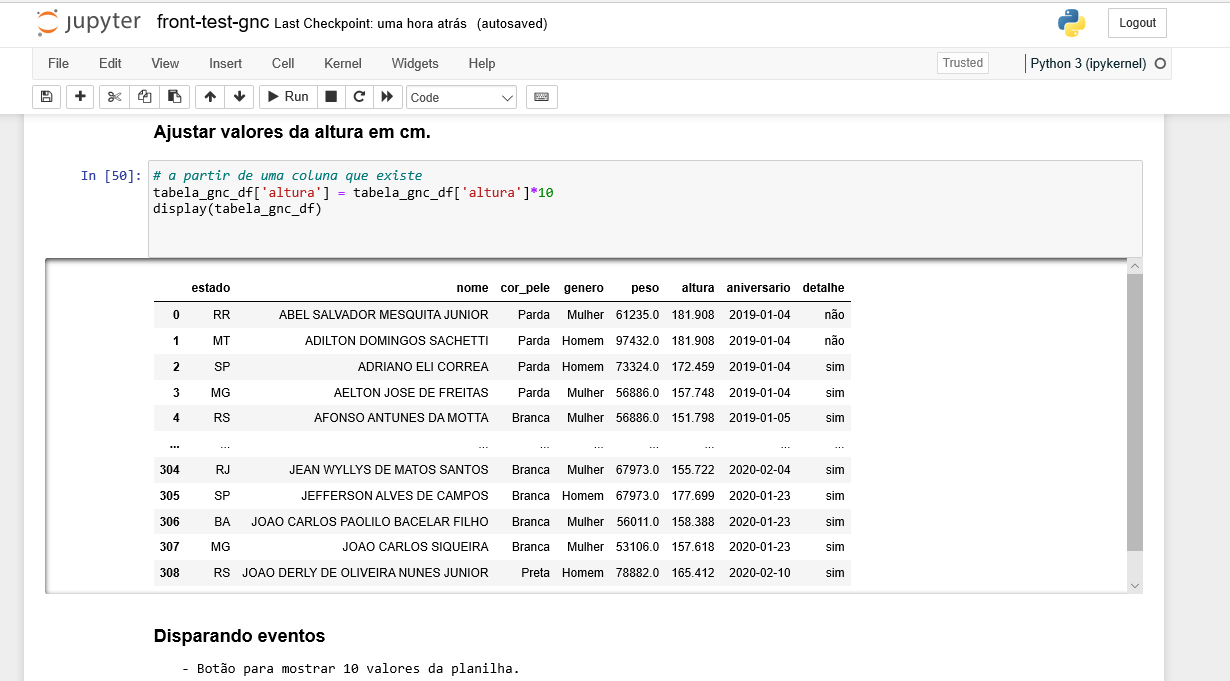 jupyter front-test-gnc Last Checkpoint: uma hora atrás (autosaved) Logout
File Edit View Insert Cell Kernel Widgets Help Trusted Python 3 (ipykernel)
Run Code
Ajustar valores da altura em cm.
In [50]: # a partir de uma coluna que existe
tabela_gnc_df['altura'] = tabela_gnc_df['altura']*10
display(tabela_gnc_df)
estado nome cor_pele genero peso altura aniversario detalhe
0 RR ABEL SALVADOR MESQUITA JUNIOR Parda Mulher 61235.0 181.908 2019-01-04 não
1 MT ADILTON DOMINGOS SACHETTI Parda Homem 97432.0 181.908 2019-01-04 não
2 SP ADRIANO ELI CORREA Parda Homem 73324.0 172.459 2019-01-04 sim
3 MG AELTON JOSE DE FREITAS Parda Mulher 56886.0 157.748 2019-01-04 sim
4 RS AFONSO ANTUNES DA MOTTA Branca Mulher 56886.0 151.798 2019-01-05 sim
... ... ... ... ... ... ... ... ...
304 RJ JEAN WYLLYS DE MATOS SANTOS Branca Mulher 67973.0 155.722 2020-02-04 sim
305 SP JEFFERSON ALVES DE CAMPOS Branca Homem 67973.0 177.699 2020-01-23 sim
306 BA JOAO CARLOS PAOLILO BACELAR FILHO Branca Mulher 56011.0 158.388 2020-01-23 sim
307 MG JOAO CARLOS SIQUEIRA Branca Mulher 53106.0 157.618 2020-01-23 sim
308 RS JOAO DERLY DE OLIVEIRA NUNES JUNIOR Preta Homem 78882.0 165.412 2020-02-10 sim
Disparando eventos
- Botão para mostrar 10 valores da planilha.